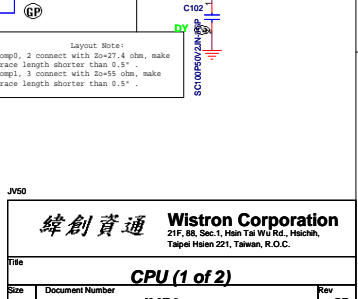 GP
C102
DY
Layout Note:
omp0, 2 connect with Zo=27.4 ohm, make
race length shorter than 0.5" .
omp1, 3 connect with Zo=55 ohm, make
race length shorter than 0.5" .
JV50
緯創資通
Wistron Corporation
21F, 88, Sec.1, Hsin Tai Wu Rd., Hsichih,
Taipei Hsien 221, Taiwan, R.O.C.
Title
CPU (1 of 2)
Size
Document Number
Rev